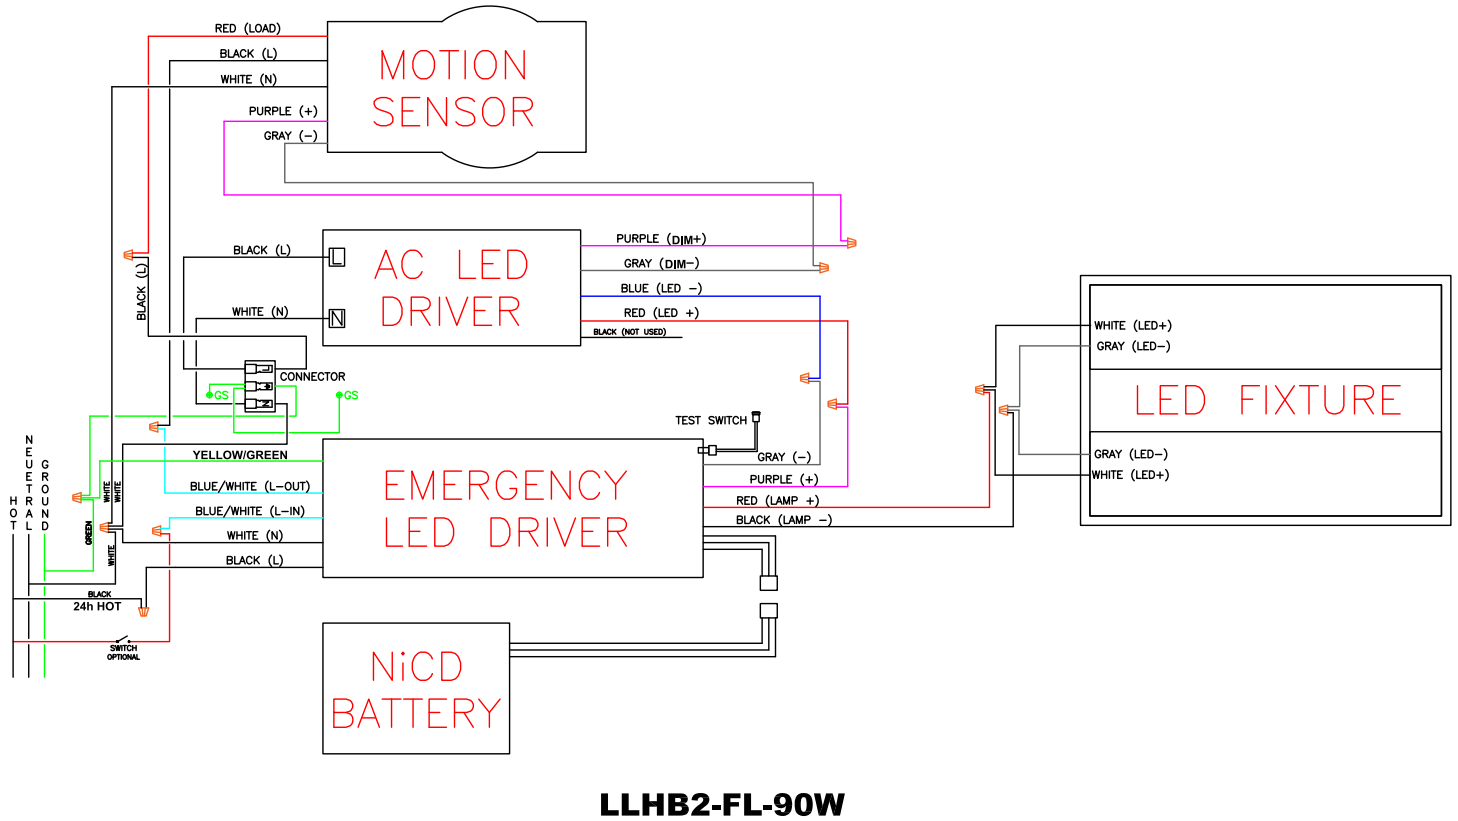 RED (LOAD)
BLACK (L)
WHITE (N)
PURPLE (+)
GRAY (-)
MOTION
SENSOR
BLACK (L)
WHITE (N)
BLACK (L)
L
N
AC LED
DRIVER
PURPLE (DIM+)
GRAY (DIM-)
BLUE (LED -)
RED (LED +)
BLACK (NOT USED)
L
N
CONNECTOR
GS
GS
WHITE (LED+)
GRAY (LED-)
LED FIXTURE
GRAY (LED-)
WHITE (LED+)
TEST SWITCH
HOT
NEUETRAL
GROUND
GREEN
WHITE
WHITE
WHITE
YELLOW/GREEN
BLUE/WHITE (L-OUT)
BLUE/WHITE (L-IN)
WHITE (N)
BLACK (L)
EMERGENCY
LED DRIVER
GRAY (-)
PURPLE (+)
RED (LAMP +)
BLACK (LAMP -)
BLACK
24h HOT
SWITCH
OPTIONAL
NiCD
BATTERY
LLHB2-FL-90W